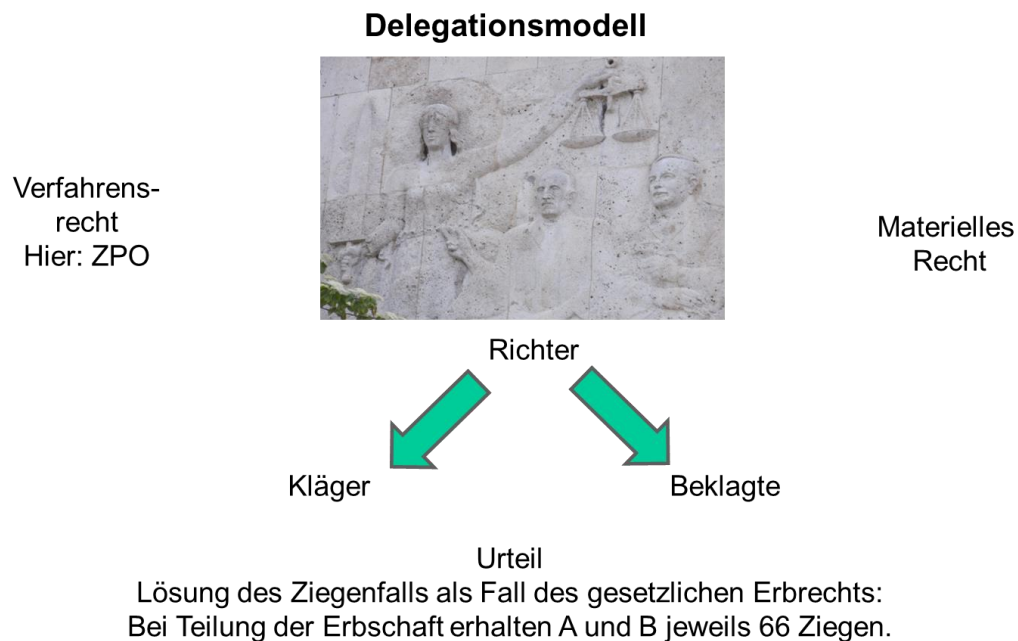 Delegationsmodell
Verfahrens-
recht
Hier: ZPO
Materielles
Recht
Richter
Kläger
Beklagte
Urteil
Lösung des Ziegenfalls als Fall des gesetzlichen Erbrechts:
Bei Teilung der Erbschaft erhalten A und B jeweils 66 Ziegen.